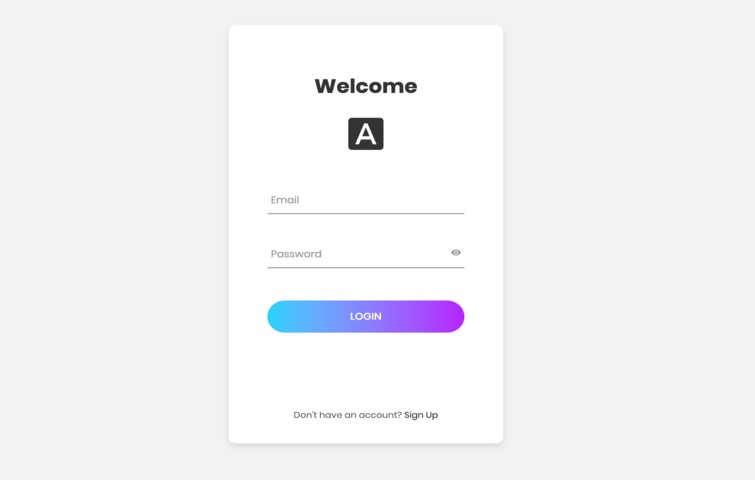 Welcome
A
Email
Password
LOGIN
Don't have an account? Sign Up